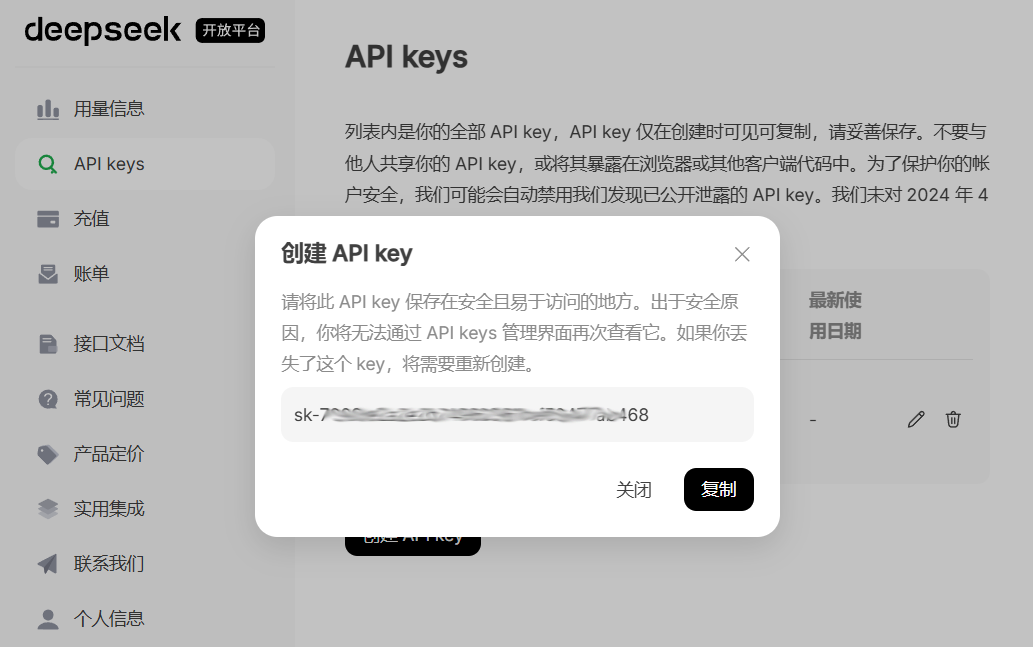 deepseek 开放平台
用量信息
API keys
充值
账单
接口文档
常见问题
产品定价
实用集成
联系我们
个人信息
API keys
列表内是你的全部 API key，API key 仅在创建时可见可复制，请妥善保存。不要与
他人共享你的 API key，或将其暴露在浏览器或其他客户端代码中。为了保护你的帐
户安全，我们可能会自动禁用我们发现已公开泄露的 API key。我们未对 2024 年 4
最新使
用日期
-
创建 API key
创建 API key
请将此 API key 保存在安全且易于访问的地方。出于安全原
因，你将无法通过 API keys 管理界面再次查看它。如果你丢
失了这个 key，将需要重新创建。
sk-7
468
关闭
复制